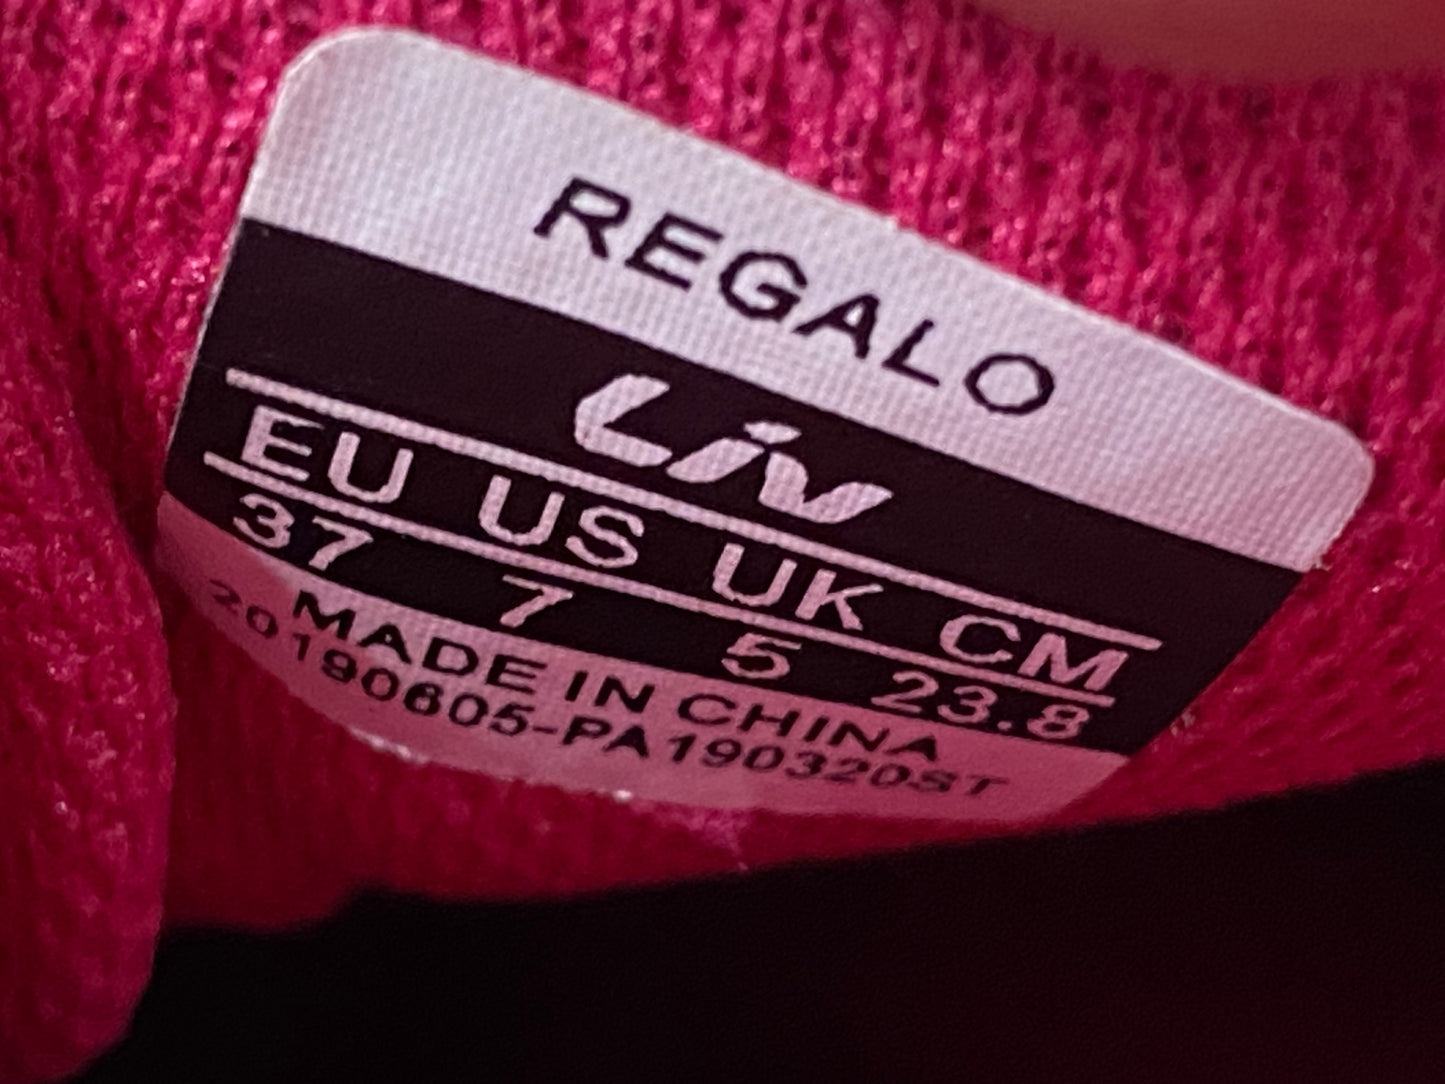 REGALO
Liv
EU US UK CM
37 7 5 23.8
MADE IN CHINA
20190605-PA190320ST